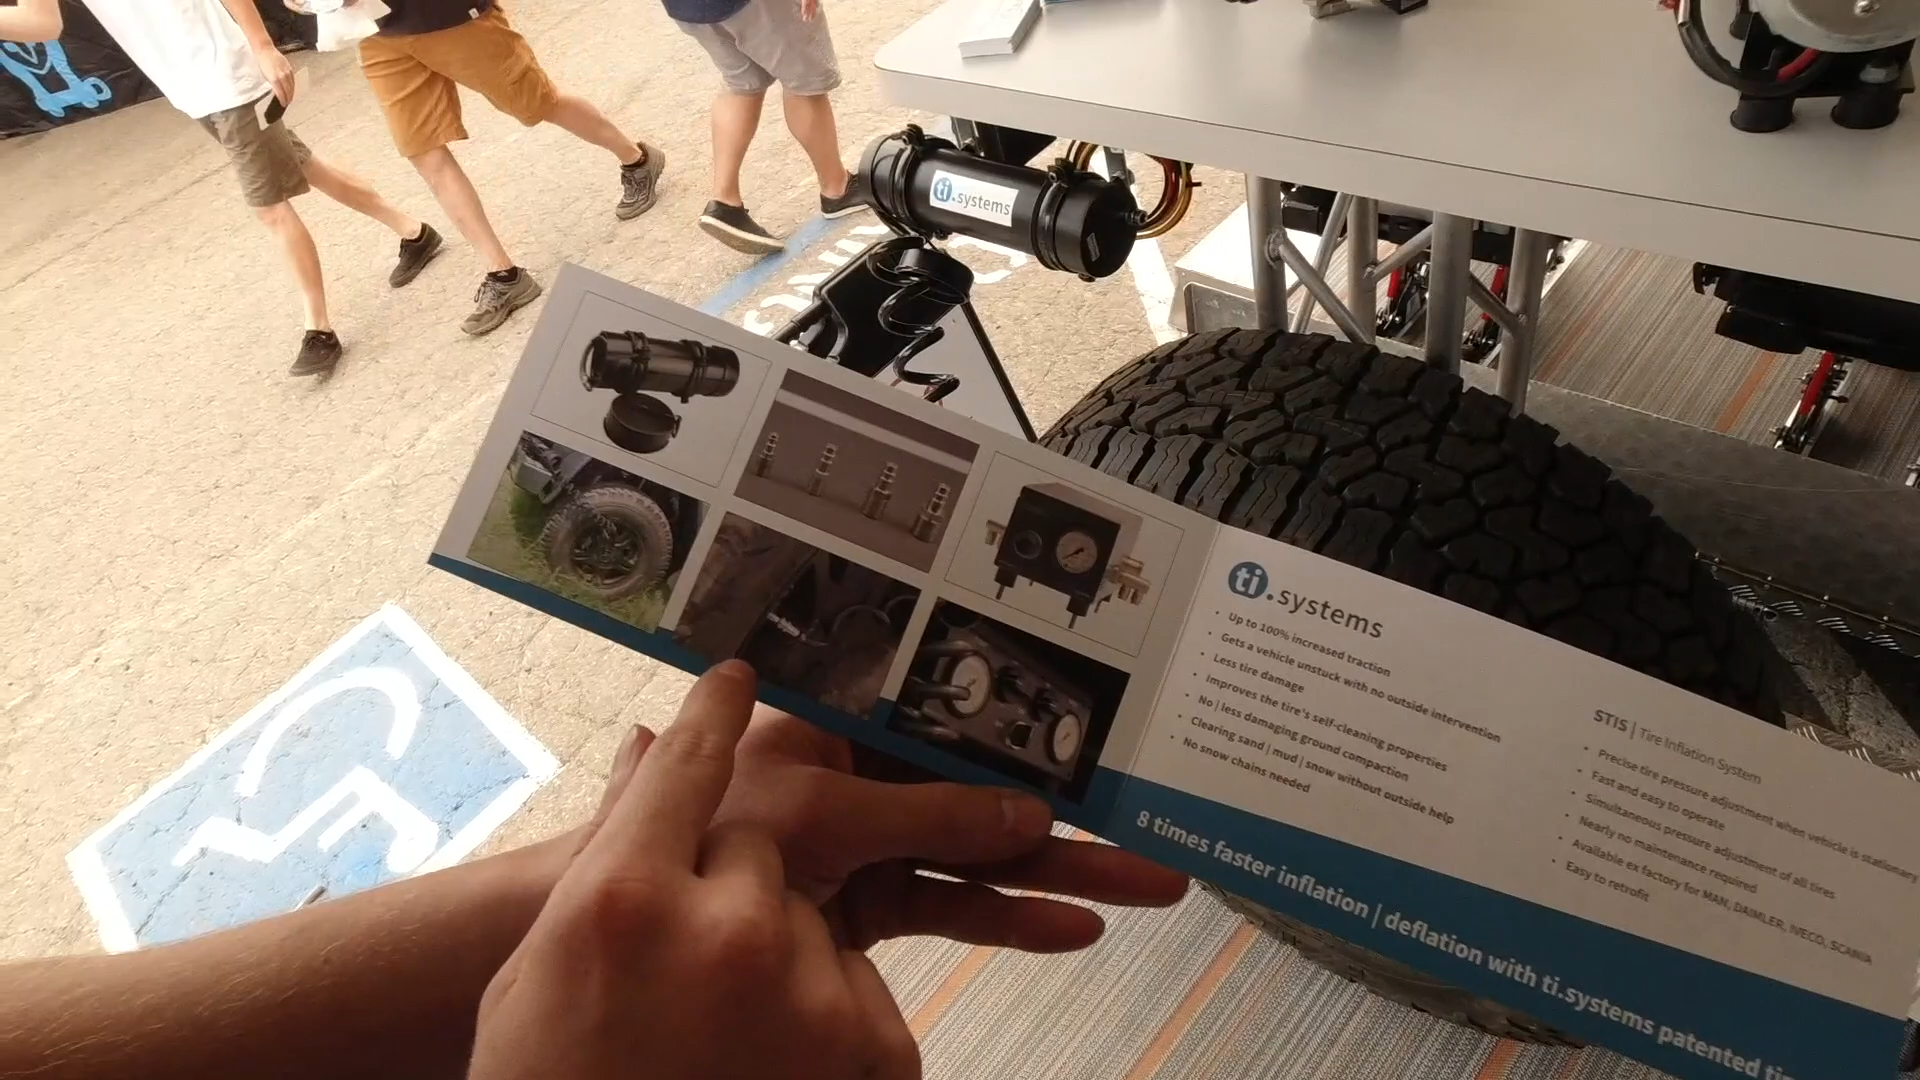 ti.systems
ti.systems
• Up to 100% increased traction
• Gets a vehicle unstuck with no outside intervention
• Less tire damage
• Improves the tire's self-cleaning properties
• No | less damaging ground compaction
• Clearing sand | mud | snow without outside help
• No snow chains needed
STIS | Tire Inflation System
• Precise tire pressure adjustment when vehicle is stationary
• Fast and easy to operate
• Simultaneous pressure adjustment of all tires
• Nearly no maintenance required
• Available ex factory for MAN, DAIMLER, IVECO, SCANIA
• Easy to retrofit
8 times faster inflation | deflation with ti.systems patented